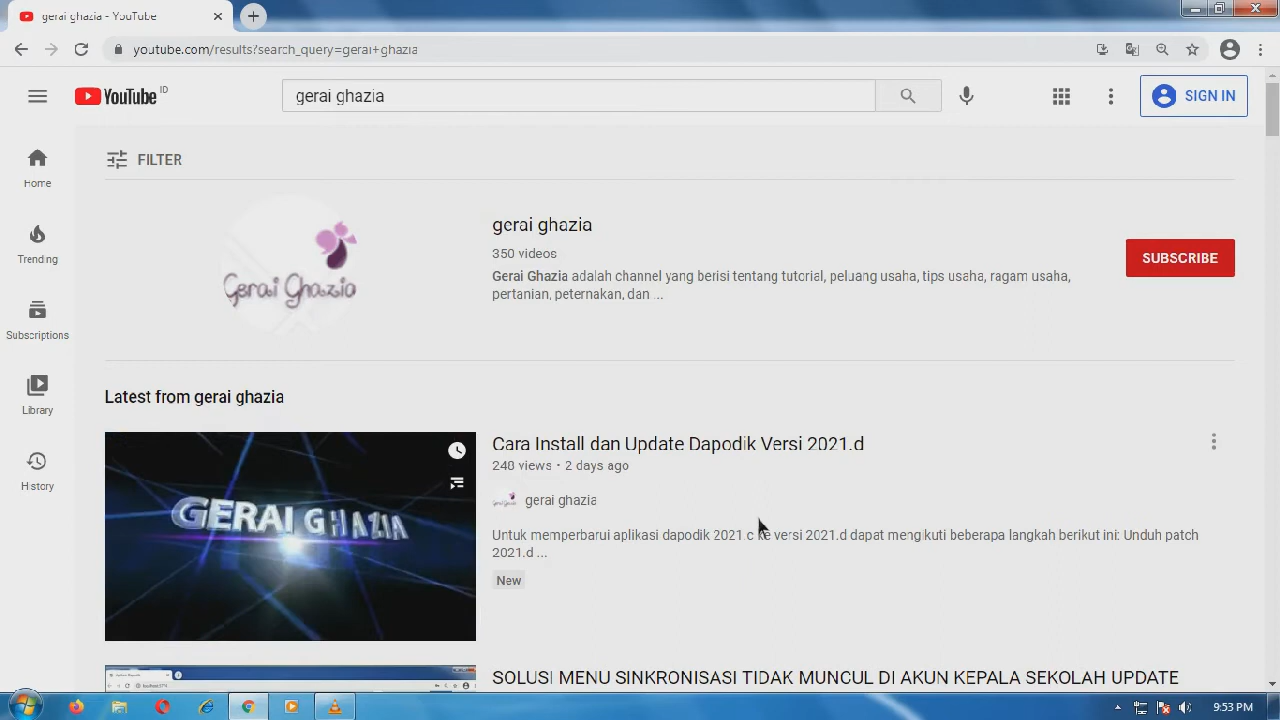 gerai ghazia - YouTube
youtube.com/results?search_query=gerai+ghazia
YouTube ID
gerai ghazia
SIGN IN
FILTER
Home
Trending
Subscriptions
Library
History
Gerai Ghazia
gerai ghazia
350 videos
Gerai Ghazia adalah channel yang berisi tentang tutorial, peluang usaha, tips usaha, ragam usaha,
pertanian, peternakan, dan ...
SUBSCRIBE
Latest from gerai ghazia
GERAI GHAZIA
Cara Install dan Update Dapodik Versi 2021.d
248 views • 2 days ago
gerai ghazia
Untuk memperbarui aplikasi dapodik 2021 c ke versi 2021.d dapat mengikuti beberapa langkah berikut ini: Unduh patch
2021.d ...
New
SOLUSI MENU SINKRONISASI TIDAK MUNCUL DI AKUN KEPALA SEKOLAH UPDATE
9:53 PM